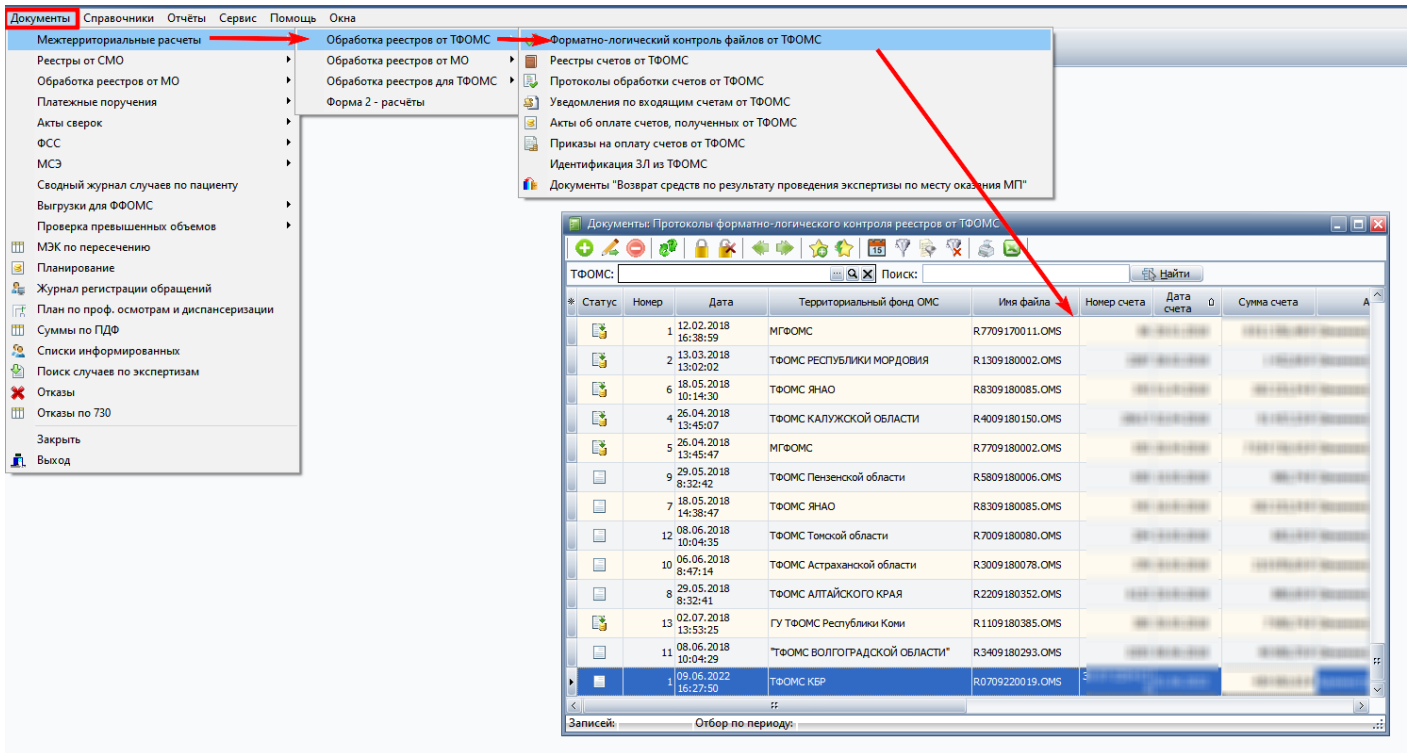 Документы Справочники Отчёты Сервис Помощь Окна
Межтерриториальные расчеты
Реестры от СМО
Обработка реестров от МО
Платежные поручения
Акты сверок
ФСС
МСЭ
Сводный журнал случаев по пациенту
Выгрузки для ФФОМС
Проверка превышенных объемов
МЭК по пересечению
Планирование
Журнал регистрации обращений
План по проф. осмотрам и диспансеризации
Суммы по ПДФ
Списки информированных
Поиск случаев по экспертизам
Отказы
Отказы по 730
Закрыть
Выход
Обработка реестров от ТФОМС
Обработка реестров от МО
Обработка реестров для ТФОМС
Форма 2 - расчёты
Форматно-логический контроль файлов от ТФОМС
Реестры счетов от ТФОМС
Протоколы обработки счетов от ТФОМС
Уведомления по входящим счетам от ТФОМС
Акты об оплате счетов, полученных от ТФОМС
Приказы на оплату счетов от ТФОМС
Идентификация ЗЛ из ТФОМС
Документы "Возврат средств по результату проведения экспертизы по месту оказания МП"
Документы: Протоколы форматно-логического контроля реестров от ТФОМС
15
ТФОМС: ... Поиск: Найти
* Статус Номер Дата Территориальный фонд ОМС Имя файла Номер счета Дата счета Сумма счета А
1 12.02.2018 16:38:59 МГФОМС R7709170011.OMS
2 13.03.2018 13:02:02 ТФОМС РЕСПУБЛИКИ МОРДОВИЯ R1309180002.OMS
6 18.05.2018 10:14:30 ТФОМС ЯНАО R8309180085.OMS
4 26.04.2018 13:45:07 ТФОМС КАЛУЖСКОЙ ОБЛАСТИ R4009180150.OMS
5 26.04.2018 13:45:47 МГФОМС R7709180002.OMS
9 29.05.2018 8:32:42 ТФОМС Пензенской области R5809180006.OMS
7 18.05.2018 14:38:47 ТФОМС ЯНАО R8309180085.OMS
12 08.06.2018 10:04:35 ТФОМС Томской области R7009180080.OMS
10 06.06.2018 8:47:14 ТФОМС Астраханской области R3009180078.OMS
8 29.05.2018 8:32:41 ТФОМС АЛТАЙСКОГО КРАЯ R2209180352.OMS
13 02.07.2018 13:53:25 ГУ ТФОМС Республики Коми R1109180385.OMS
11 08.06.2018 10:04:29 "ТФОМС ВОЛГОГРАДСКОЙ ОБЛАСТИ" R3409180293.OMS
1 09.06.2022 16:27:50 ТФОМС КБР R0709220019.OMS
Записей: Отбор по периоду: